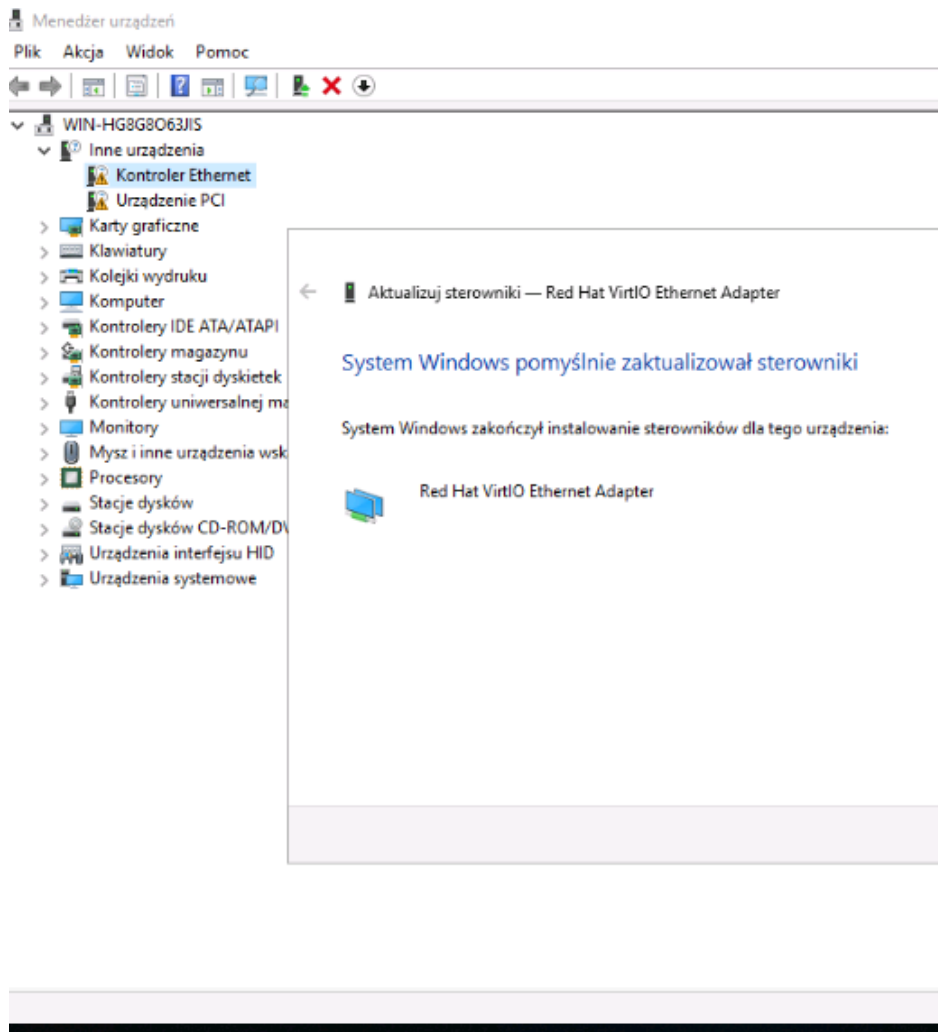 Menedżer urządzeń
Plik Akcja Widok Pomoc
WIN-HG8G8O63JIS
Inne urządzenia
Kontroler Ethernet
Urządzenie PCI
Karty graficzne
Klawiatury
Kolejki wydruku
Komputer
Kontrolery IDE ATA/ATAPI
Kontrolery magazynu
Kontrolery stacji dyskietek
Kontrolery uniwersalnej ma
Monitory
Mysz i inne urządzenia wsk
Procesory
Stacje dysków
Stacje dysków CD-ROM/D
Urządzenia interfejsu HID
Urządzenia systemowe
Aktualizuj sterowniki — Red Hat VirtIO Ethernet Adapter
System Windows pomyślnie zaktualizował sterowniki
System Windows zakończył instalowanie sterowników dla tego urządzenia:
Red Hat VirtIO Ethernet Adapter